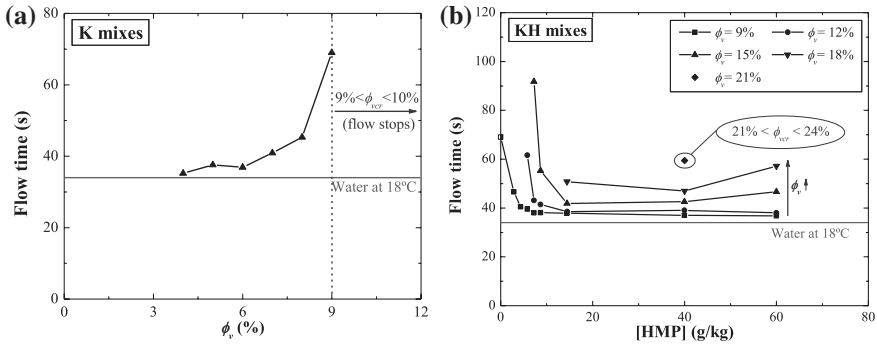 (a)
K mixes
Flow time (s)
80
60
40
20
0
9%<ϕvcr<10%
(flow stops)
Water at 18ºC
0 3 6 9 12
ϕv (%)
(b)
KH mixes
Flow time (s)
120
100
80
60
40
20
0
ϕv = 9%
ϕv = 12%
ϕv = 15%
ϕv = 18%
ϕv = 21%
21% < ϕvcr < 24%
ϕv
Water at 18ºC
0 20 40 60 80
[HMP] (g/kg)